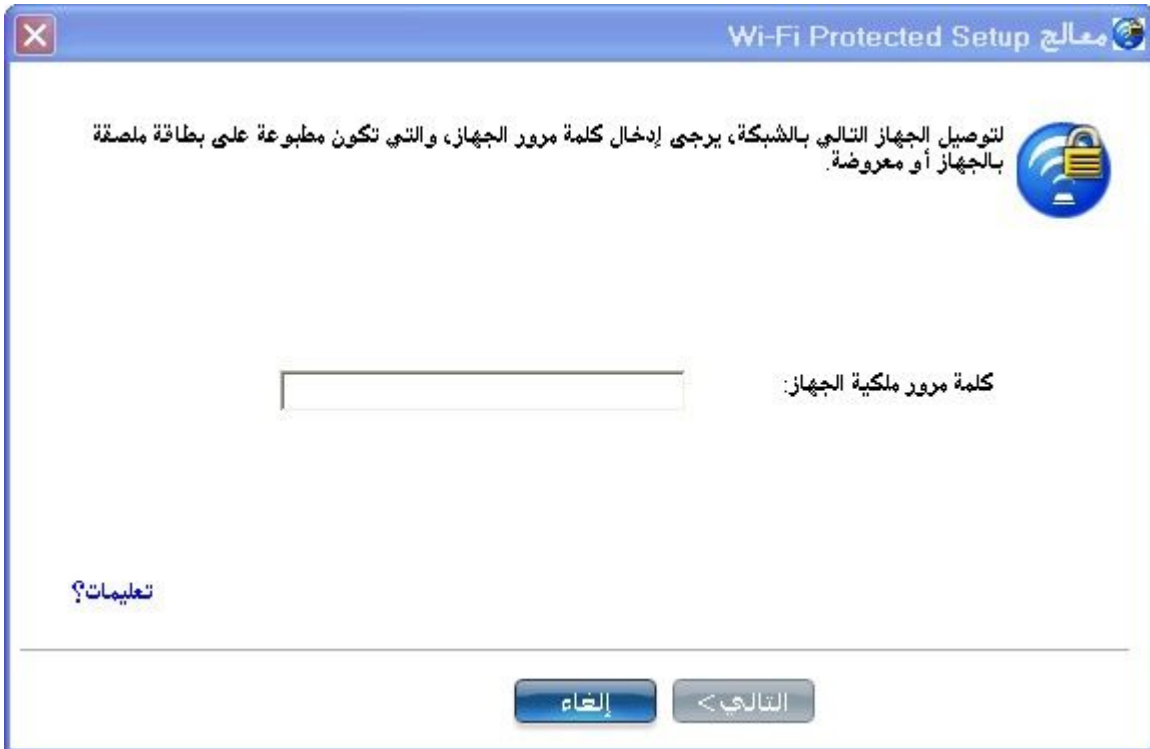 معالج Wi-Fi Protected Setup
لتوصيل الجهاز التالي بالشبكة، يرجى إدخال كلمة مرور الجهاز، والتي تكون مطبوعة على بطاقة ملصقة
بالجهاز أو معروضة.
كلمة مرور ملكية الجهاز:
تعليمات؟
التالي > إلغاء